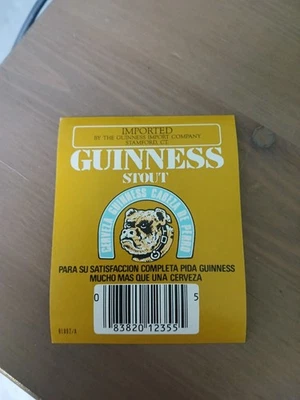 IMPORTED
BY THE GUINNESS IMPORT COMPANY
STAMFORD, CT
GUINNESS
STOUT
CERVEZA GUINNESS CABEZA DE PERRO
PARA SU SATISFACCION COMPLETA PIDA GUINNESS
MUCHO MAS QUE UNA CERVEZA
0 5
83820 12355